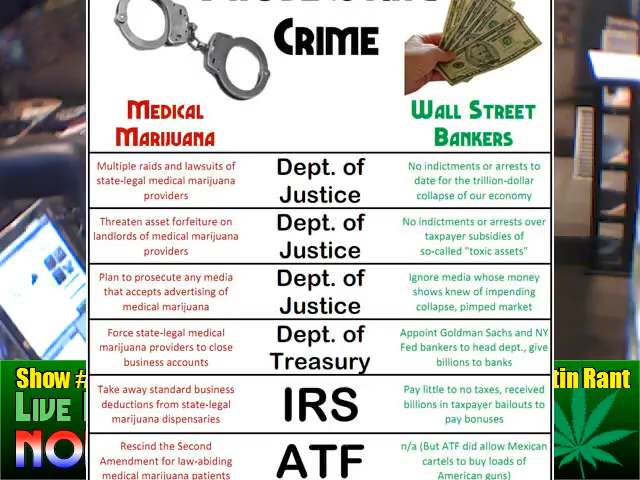 CRIME
MEDICAL
MARIJUANA
WALL STREET
BANKERS
Multiple raids and lawsuits of
state-legal medical marijuana
providers
Dept. of
Justice
No indictments or arrests to
date for the trillion-dollar
collapse of our economy
Threaten asset forfeiture on
landlords of medical marijuana
providers
Dept. of
Justice
No indictments or arrests over
taxpayer subsidies of
so-called "toxic assets"
Plan to prosecute any media
that accepts advertising of
medical marijuana
Dept. of
Justice
Ignore media whose money
shows knew of impending
collapse, pimped market
Force state-legal medical
marijuana providers to close
business accounts
Dept. of
Treasury
Appoint Goldman Sachs and NY
Fed bankers to head dept., give
billions to banks
Take away standard business
deductions from state-legal
marijuana dispensaries
IRS
Pay little to no taxes, received
billions in taxpayer bailouts to
pay bonuses
Rescind the Second
Amendment for law-abiding
medical marijuana patients
ATF
n/a (But ATF did allow Mexican
cartels to buy loads of
American guns)
Show #
tin Rant
LIVE
NO